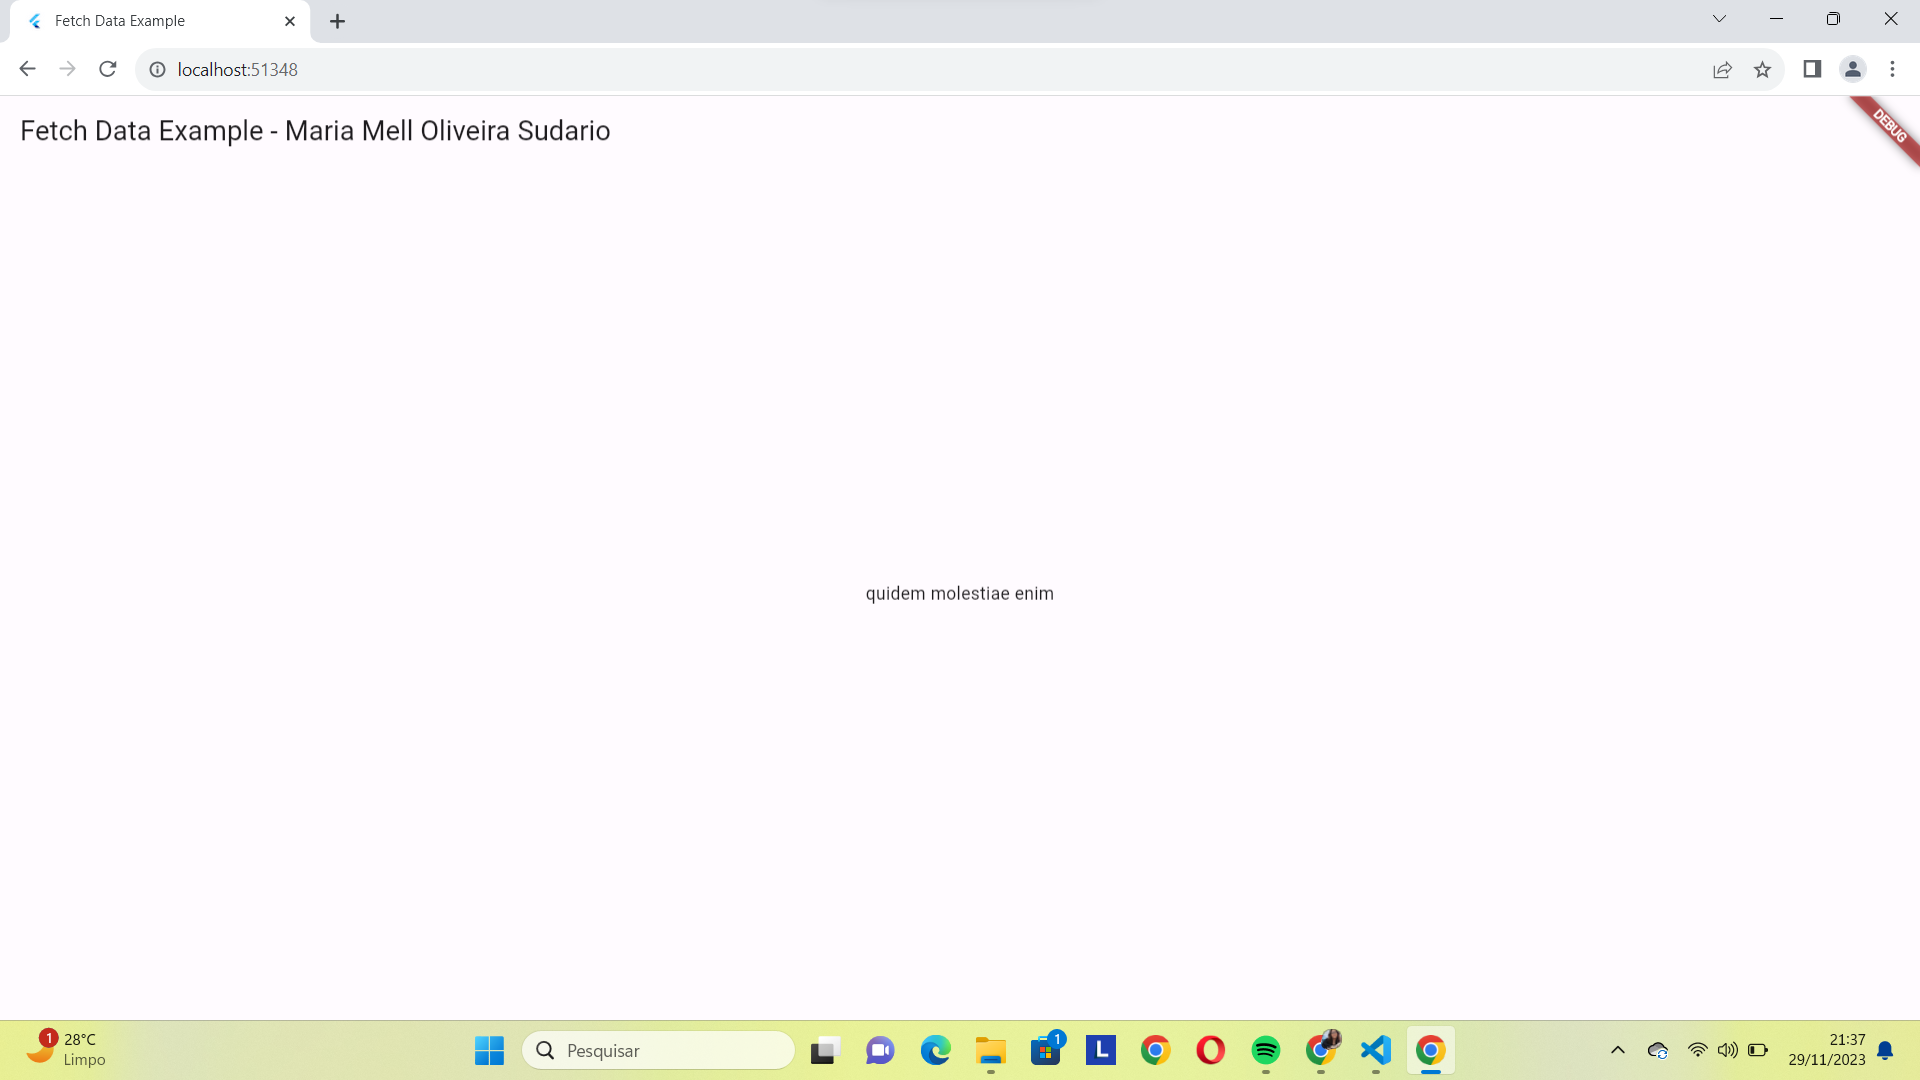 Fetch Data Example
localhost:51348
Fetch Data Example - Maria Mell Oliveira Sudario
DEBUG
quidem molestiae enim
1
28°C
Limpo
Pesquisar
1
L
21:37
29/11/2023